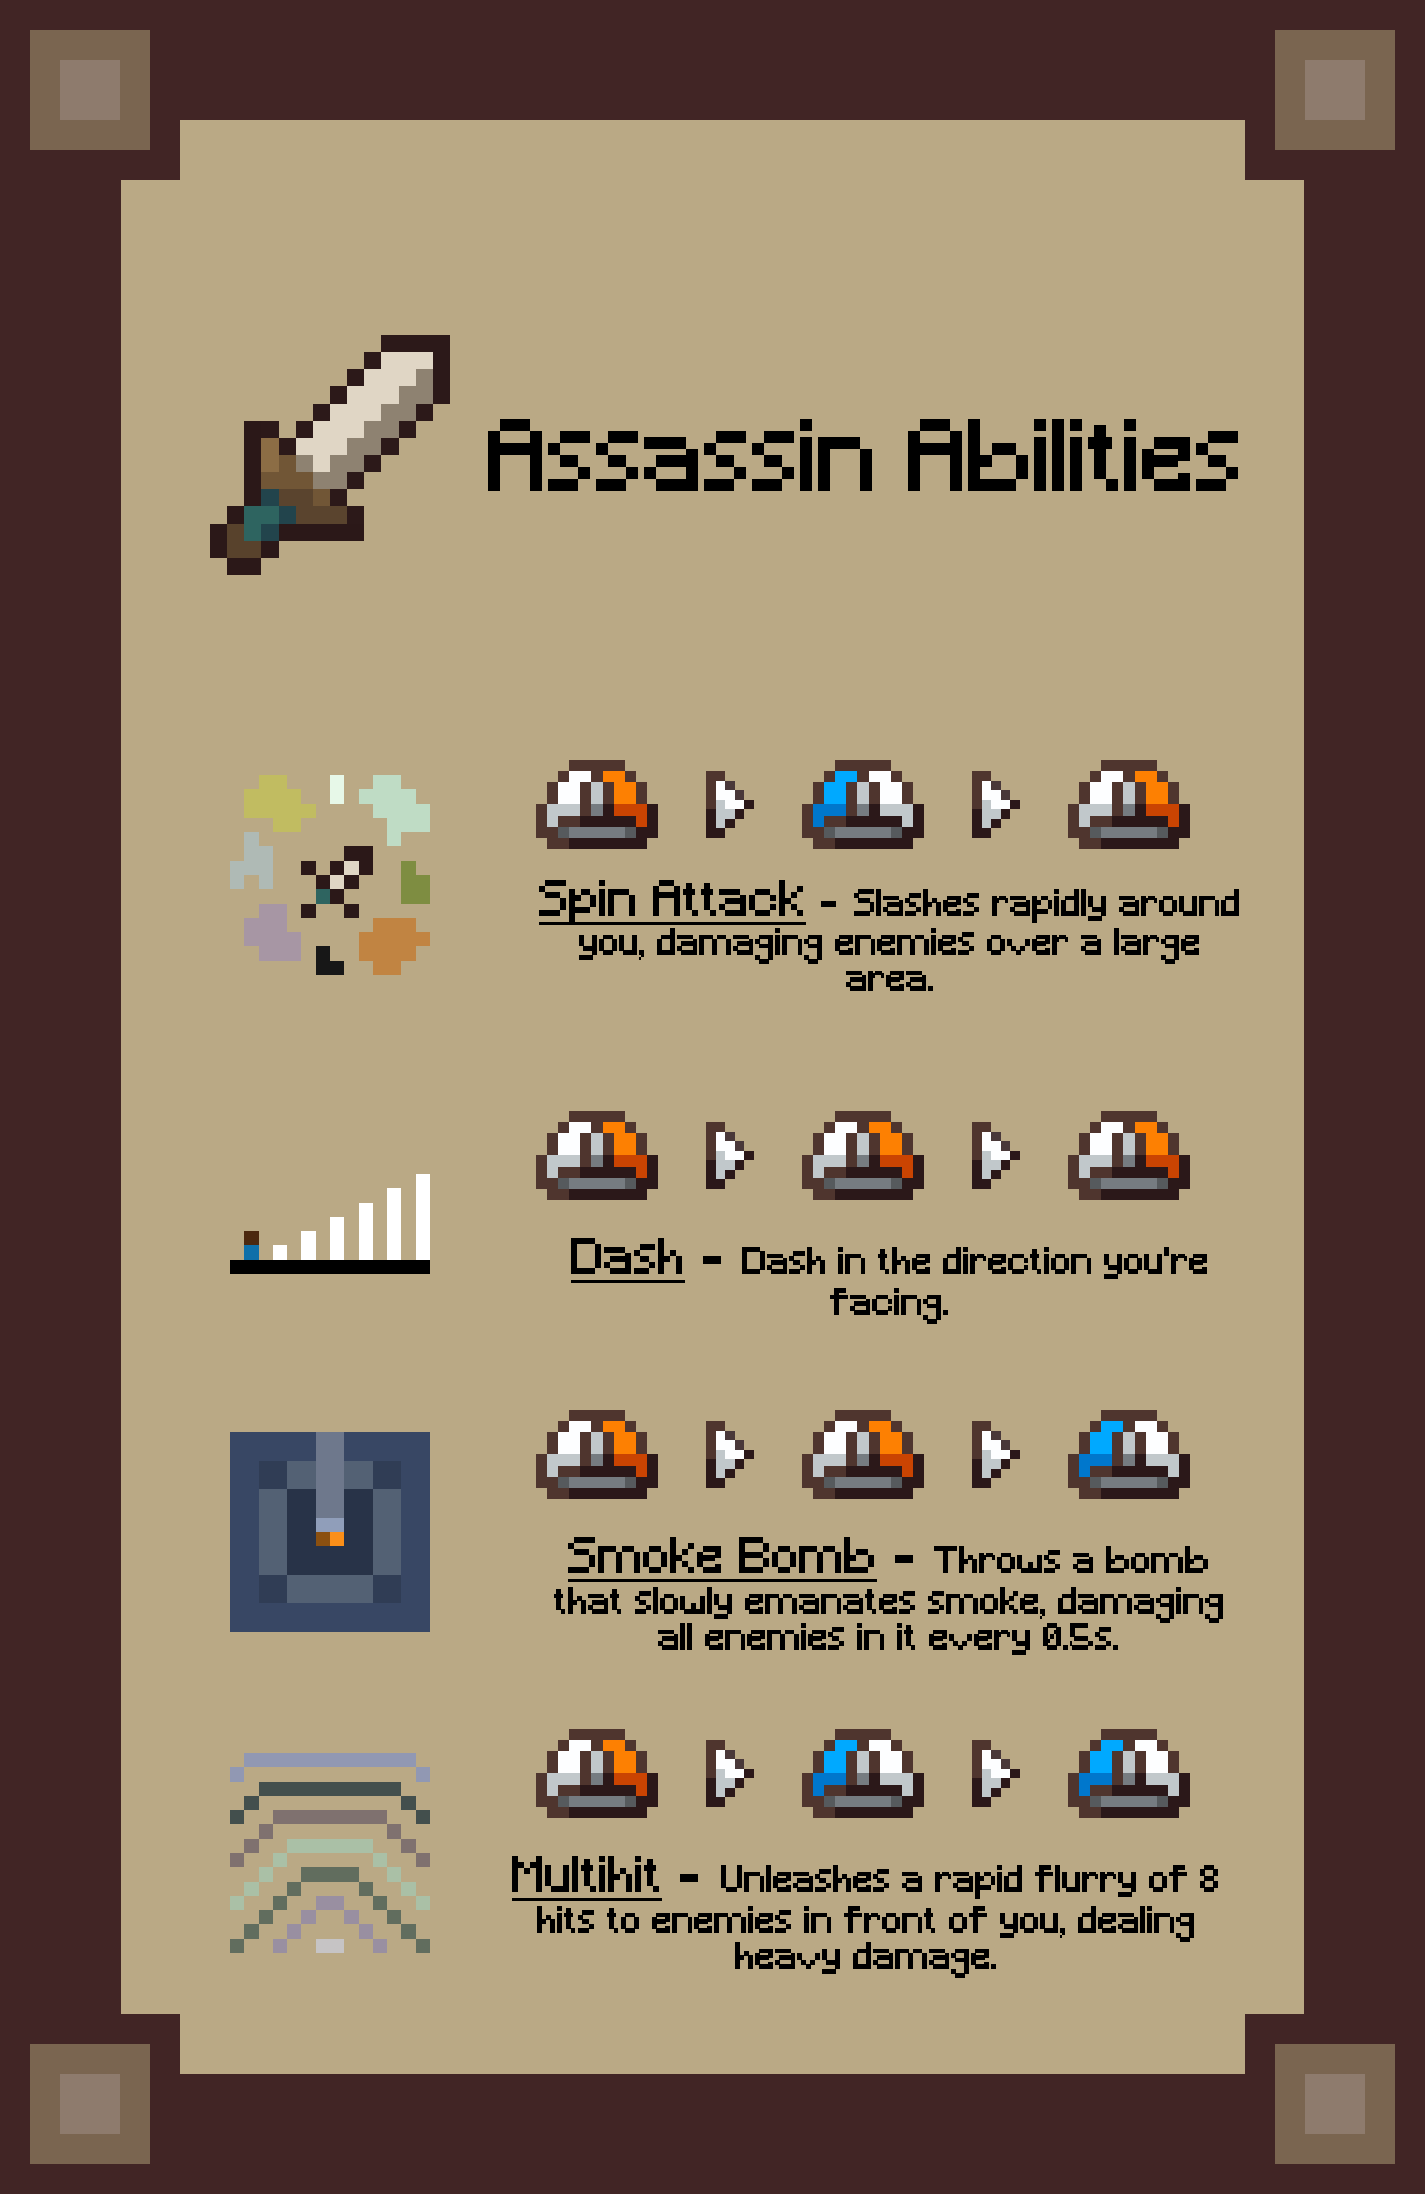 Assassin Abilities
Spin Attack - Slashes rapidly around
you, damaging enemies over a large
area.
Dash - Dash in the direction you're
facing.
Smoke Bomb - Throws a bomb
that slowly emanates smoke, damaging
all enemies in it every 0.5s.
Multihit - Unleashes a rapid flurry of 8
hits to enemies in front of you, dealing
heavy damage.